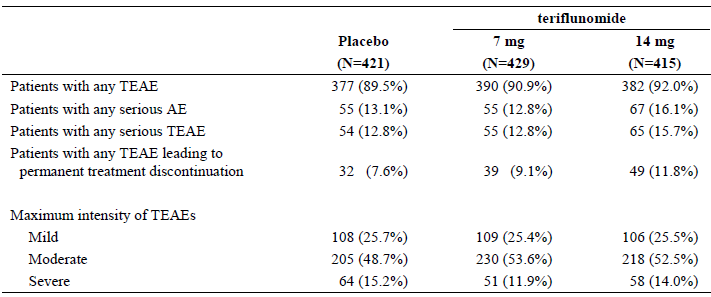 teriflunomide
Placebo 7 mg 14 mg
(N=421) (N=429) (N=415)
Patients with any TEAE 377 (89.5%) 390 (90.9%) 382 (92.0%)
Patients with any serious AE 55 (13.1%) 55 (12.8%) 67 (16.1%)
Patients with any serious TEAE 54 (12.8%) 55 (12.8%) 65 (15.7%)
Patients with any TEAE leading to
permanent treatment discontinuation 32 (7.6%) 39 (9.1%) 49 (11.8%)
Maximum intensity of TEAEs
Mild 108 (25.7%) 109 (25.4%) 106 (25.5%)
Moderate 205 (48.7%) 230 (53.6%) 218 (52.5%)
Severe 64 (15.2%) 51 (11.9%) 58 (14.0%)